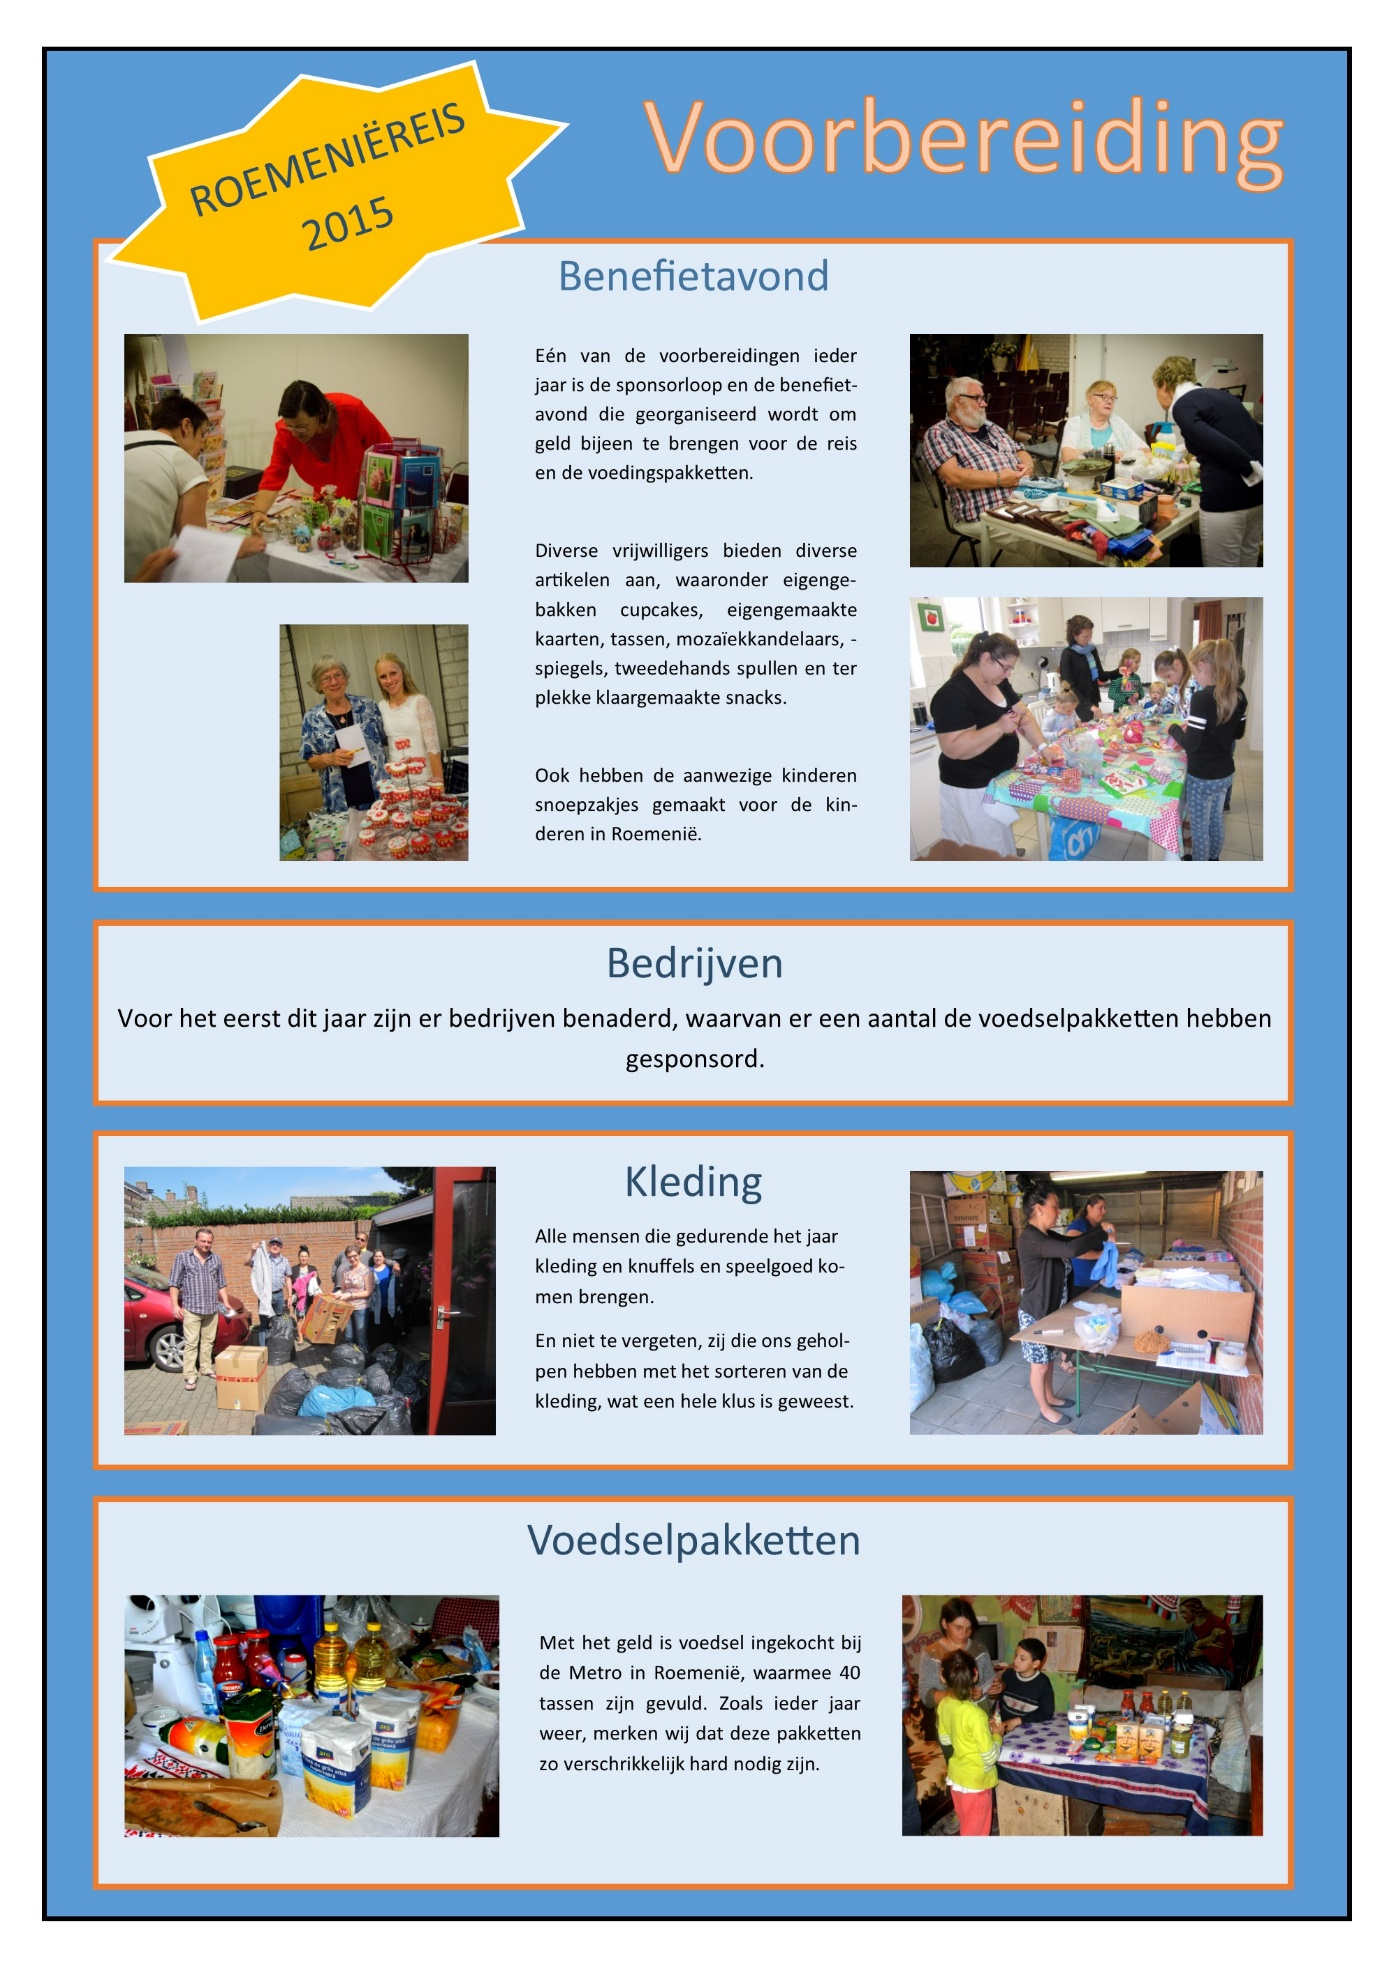 ROEMENIËREIS
2015
Voorbereiding
Benefietavond
Eén van de voorbereidingen ieder
jaar is de sponsorloop en de benefiet-
avond die georganiseerd wordt om
geld bijeen te brengen voor de reis
en de voedingspakketten.
Diverse vrijwilligers bieden diverse
artikelen aan, waaronder eigenge-
bakken cupcakes, eigengemaakte
kaarten, tassen, mozaïekkandelaars, -
spiegels, tweedehands spullen en ter
plekke klaargemaakte snacks.
Ook hebben de aanwezige kinderen
snoepzakjes gemaakt voor de kin-
deren in Roemenië.
Bedrijven
Voor het eerst dit jaar zijn er bedrijven benaderd, waarvan er een aantal de voedselpakketten hebben
gesponsord.
Kleding
Alle mensen die gedurende het jaar
kleding en knuffels en speelgoed ko-
men brengen.
En niet te vergeten, zij die ons gehol-
pen hebben met het sorteren van de
kleding, wat een hele klus is geweest.
Voedselpakketten
Met het geld is voedsel ingekocht bij
de Metro in Roemenië, waarmee 40
tassen zijn gevuld. Zoals ieder jaar
weer, merken wij dat deze pakketten
zo verschrikkelijk hard nodig zijn.